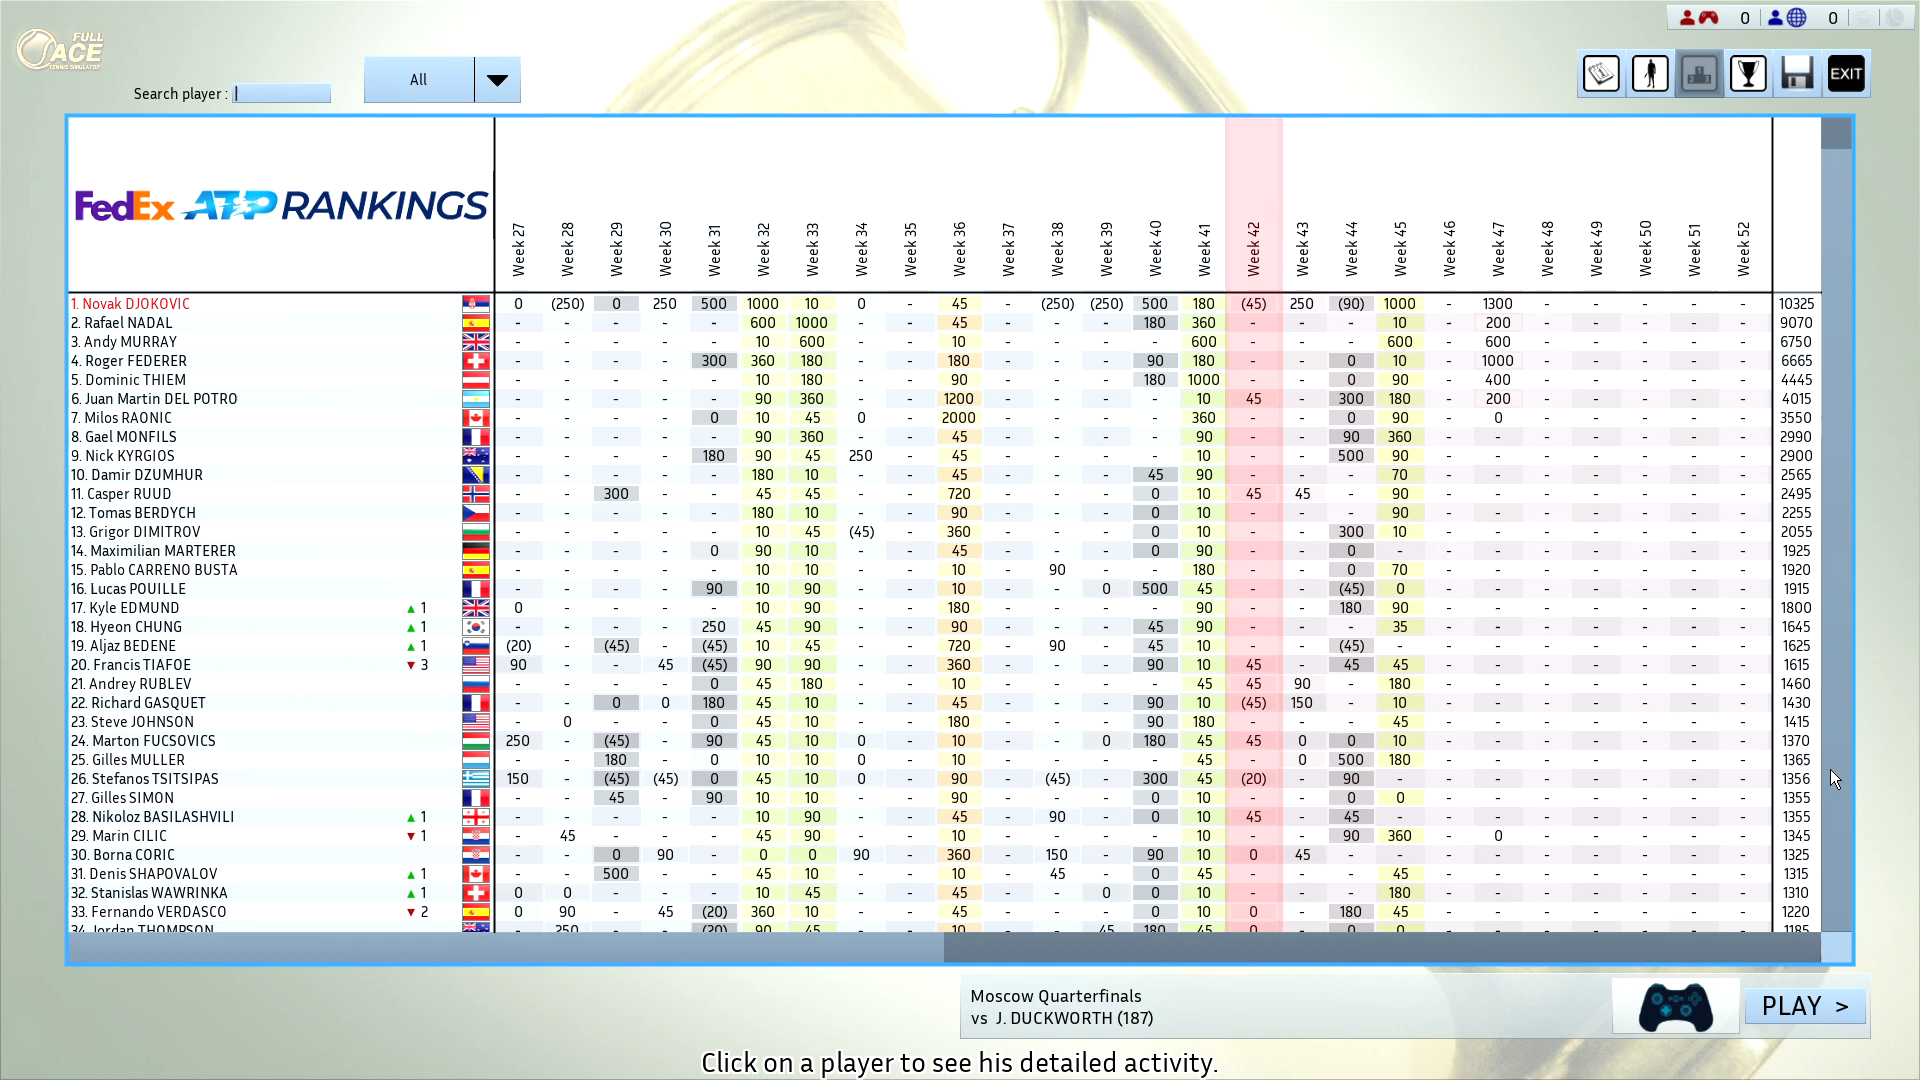 FULL ACE TENNIS SIMULATOR
0 0
Search player : All EXIT
FedEx ATP RANKINGS
Week 27 Week 28 Week 29 Week 30 Week 31 Week 32 Week 33 Week 34 Week 35 Week 36 Week 37 Week 38 Week 39 Week 40 Week 41 Week 42 Week 43 Week 44 Week 45 Week 46 Week 47 Week 48 Week 49 Week 50 Week 51 Week 52
1. Novak DJOKOVIC 0 (250) 0 250 500 1000 10 0 - 45 - (250) (250) 500 180 (45) 250 (90) 1000 - 1300 - - - - - 10325
2. Rafael NADAL - - - - - 600 1000 - - 45 - - - 180 360 - - - 10 - 200 - - - - - 9070
3. Andy MURRAY - - - - - 10 600 - - 10 - - - - 600 - - - 600 - 600 - - - - - 6750
4. Roger FEDERER - - - - 300 360 180 - - 180 - - - 90 180 - - 0 10 - 1000 - - - - - 6665
5. Dominic THIEM - - - - - 10 180 - - 90 - - - 180 1000 - - 0 90 - 400 - - - - - 4445
6. Juan Martin DEL POTRO - - - - - 90 360 - - 1200 - - - - 10 45 - 300 180 - 200 - - - - - 4015
7. Milos RAONIC - - - - 0 10 45 0 - 2000 - - - - 360 - - 0 90 - 0 - - - - - 3550
8. Gael MONFILS - - - - - 90 360 - - 45 - - - - 90 - - 90 360 - - - - - - - 2990
9. Nick KYRGIOS - - - - 180 90 45 250 - 45 - - - - 10 - - 500 90 - - - - - - - 2900
10. Damir DZUMHUR - - - - - 180 10 - - 45 - - - 45 90 - - - 70 - - - - - - - 2565
11. Casper RUUD - - 300 - - 45 45 - - 720 - - - 0 10 45 45 - 90 - - - - - - - 2495
12. Tomas BERDYCH - - - - - 180 10 - - 90 - - - 0 10 - - - 90 - - - - - - - 2255
13. Grigor DIMITROV - - - - - 10 45 (45) - 360 - - - 0 10 - - 300 10 - - - - - - - 2055
14. Maximilian MARTERER - - - - 0 90 10 - - 45 - - - 0 90 - - 0 - - - - - - - - 1925
15. Pablo CARRENO BUSTA - - - - - 10 10 - - 10 - 90 - - 180 - - 0 70 - - - - - - - 1920
16. Lucas POUILLE - - - - 90 10 90 - - 10 - - 0 500 45 - - (45) 0 - - - - - - - 1915
17. Kyle EDMUND 1 0 - - - - 10 90 - - 180 - - - - 90 - - 180 90 - - - - - - - 1800
18. Hyeon CHUNG 1 - - - - 250 45 90 - - 90 - - - 45 90 - - - 35 - - - - - - - 1645
19. Aljaz BEDENE 1 (20) - (45) - (45) 10 45 - - 720 - 90 - 45 10 - - (45) - - - - - - - - 1625
20. Francis TIAFOE 3 90 - - 45 (45) 90 90 - - 360 - - - 90 10 45 - 45 45 - - - - - - - 1615
21. Andrey RUBLEV - - - - 0 45 180 - - 10 - - - - 45 45 90 - 180 - - - - - - - 1460
22. Richard GASQUET - - 0 0 180 45 10 - - 45 - - - 90 10 (45) 150 - 10 - - - - - - - 1430
23. Steve JOHNSON - 0 - - 0 45 10 - - 180 - - - 90 180 - - - 45 - - - - - - - 1415
24. Marton FUCSOVICS 250 - (45) - 90 45 10 0 - 10 - - 0 180 45 45 0 0 10 - - - - - - - 1370
25. Gilles MULLER - - 180 - 0 10 10 0 - 10 - - - - 45 - 0 500 180 - - - - - - - 1365
26. Stefanos TSITSIPAS 150 - (45) (45) 0 45 10 0 - 90 - (45) - 300 45 (20) - 90 - - - - - - - - 1356
27. Gilles SIMON - - 45 - 90 10 10 - - 90 - - - 0 10 - - 0 0 - - - - - - - 1355
28. Nikoloz BASILASHVILI 1 - - - - - 10 90 - - 45 - 90 - 0 10 45 - 45 - - - - - - - - 1355
29. Marin CILIC 1 - 45 - - - 45 90 - - 10 - - - - 10 - - 90 360 - 0 - - - - - 1345
30. Borna CORIC - - 0 90 - 0 0 90 - 360 - 150 - 90 10 0 45 - - - - - - - - - 1325
31. Denis SHAPOVALOV 1 - - 500 - - 45 10 - - 10 - 45 - 0 45 - - - 45 - - - - - - - 1315
32. Stanislas WAWRINKA 1 0 0 - - - 10 45 - - 45 - - 0 0 10 - - - 180 - - - - - - - 1310
33. Fernando VERDASCO 2 0 90 - 45 (20) 360 10 - - 45 - - - 0 10 0 - 180 45 - - - - - - - 1220
34. Jordan THOMPSON - 250 - - (20) 90 45 - - 10 - - 45 180 45 0 - 0 0 - - - - - - - 1185
Moscow Quarterfinals
vs J. DUCKWORTH (187)
PLAY >
Click on a player to see his detailed activity.